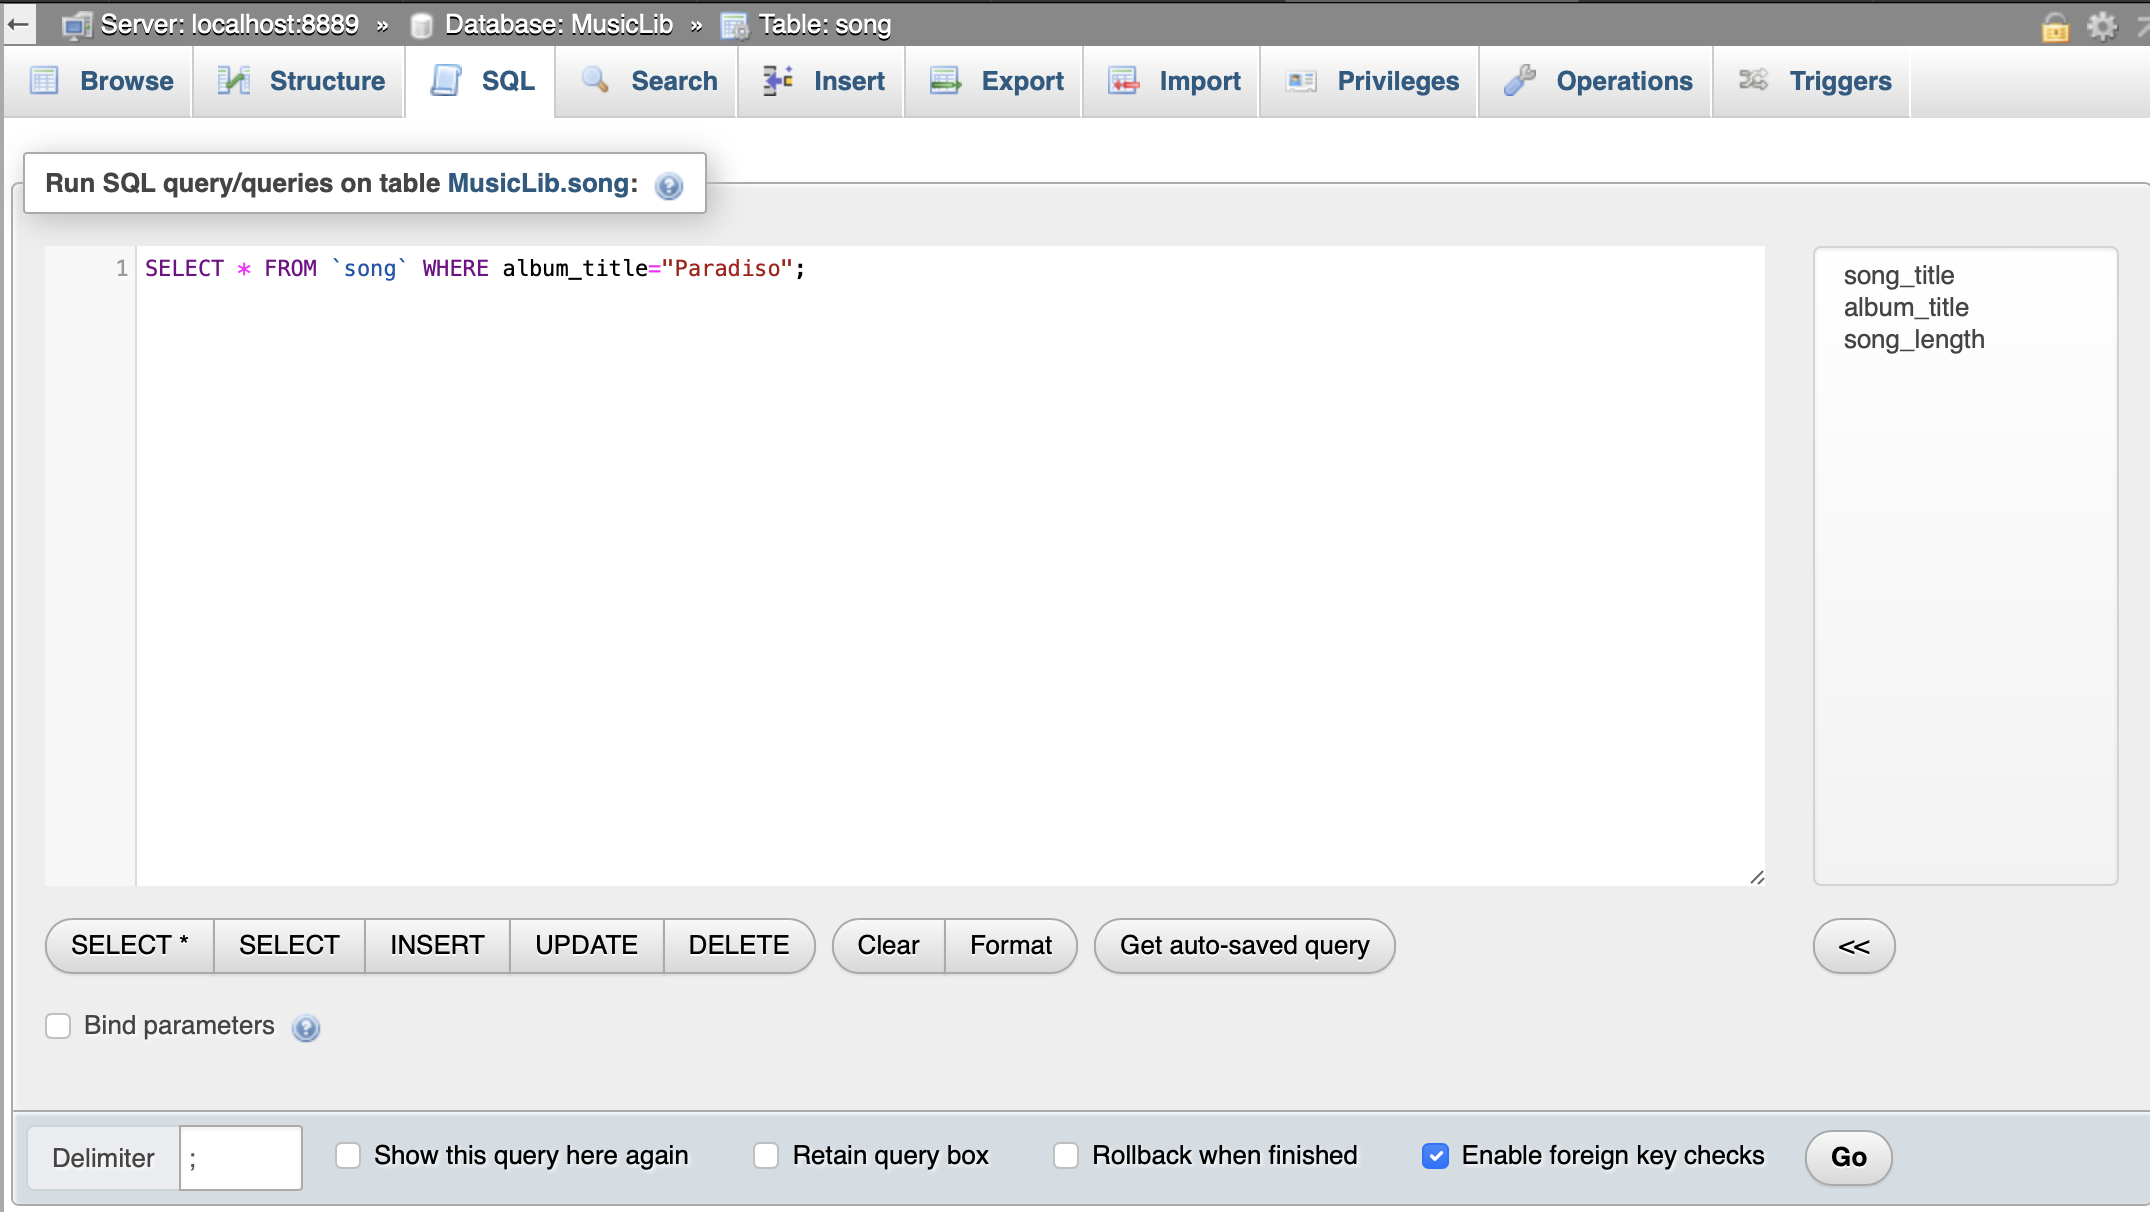 Server: localhost:8889 » Database: MusicLib » Table: song
Browse Structure SQL Search Insert Export Import Privileges Operations Triggers
Run SQL query/queries on table MusicLib.song:
1 SELECT * FROM `song` WHERE album_title="Paradiso";
song_title
album_title
song_length
SELECT * SELECT INSERT UPDATE DELETE Clear Format Get auto-saved query <<
Bind parameters
Delimiter ; Show this query here again Retain query box Rollback when finished Enable foreign key checks Go